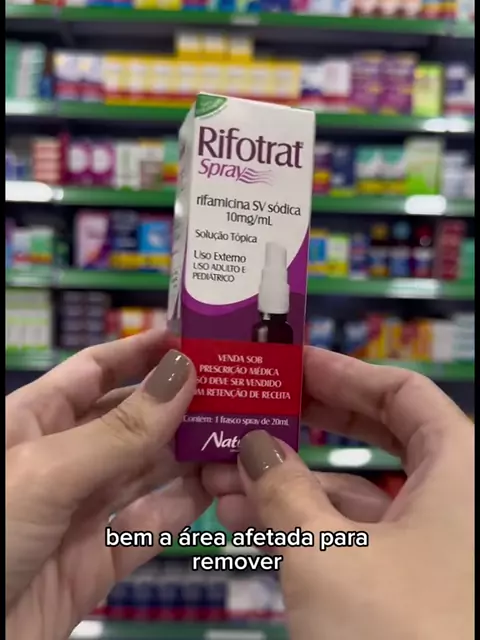 Rifotrat
Spray
rifamicina SV sódica
10mg/mL
Solução Tópica
Uso Externo
USO ADULTO E
PEDIÁTRICO
VENDA SOB
PRESCRIÇÃO MÉDICA
SÓ DEVE SER VENDIDO
OM RETENÇÃO DE RECEITA
Contém: 1 frasco spray de 20mL
bem a área afetada para
remover